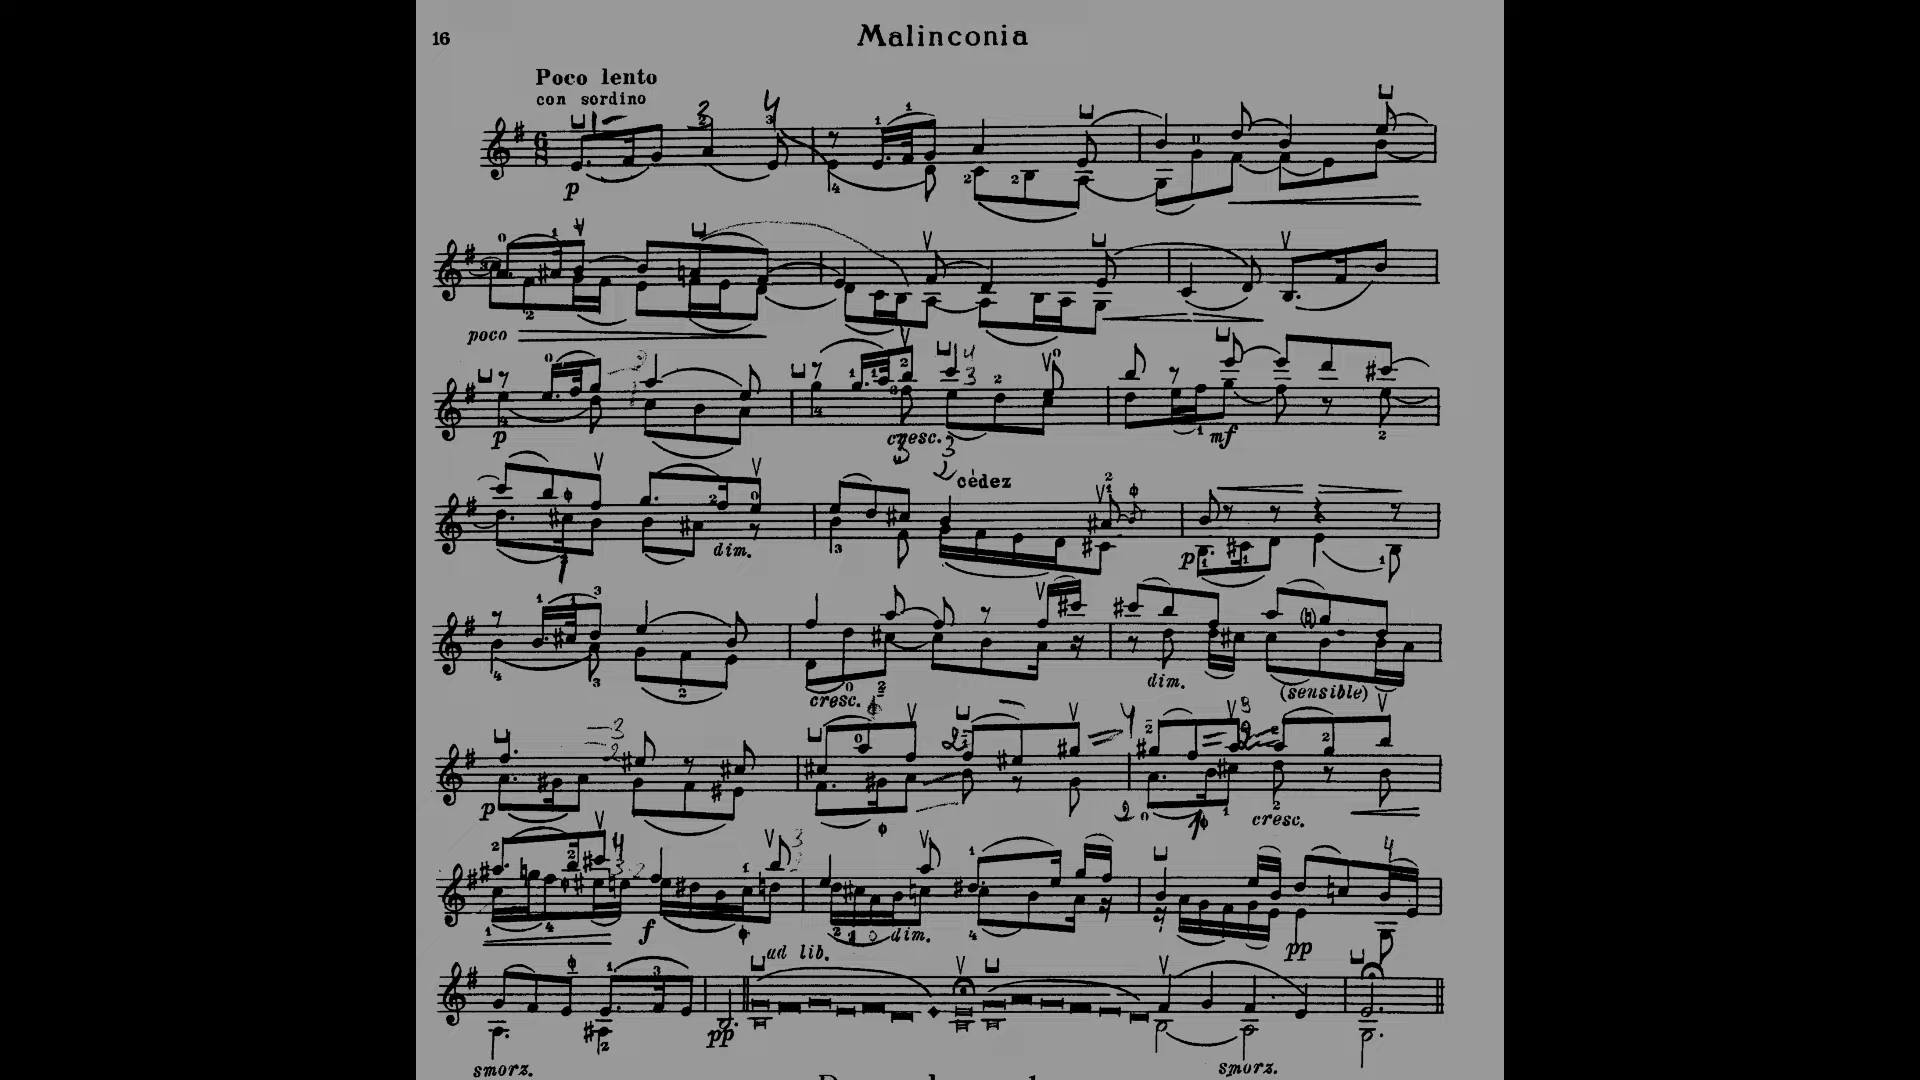 16
Malinconia
Poco lento
con sordino
p
poco
p
cresc.
mf
cédez
dim.
p
cresc.
dim.
(sensible)
p
cresc.
f
dim.
pp
ad lib.
pp
smorz.
smorz.